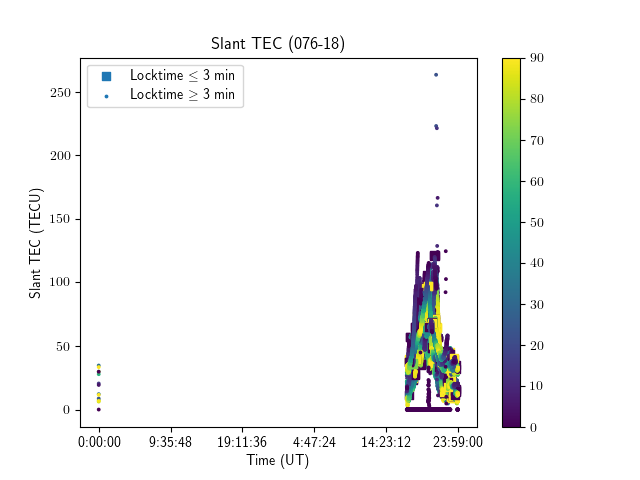 Slant TEC (076-18)
Locktime ≤ 3 min
Locktime ≥ 3 min
Slant TEC (TECU)
250
200
150
100
50
0
0:00:00 9:35:48 19:11:36 4:47:24 14:23:12 23:59:00
Time (UT)
90
80
70
60
50
40
30
20
10
0